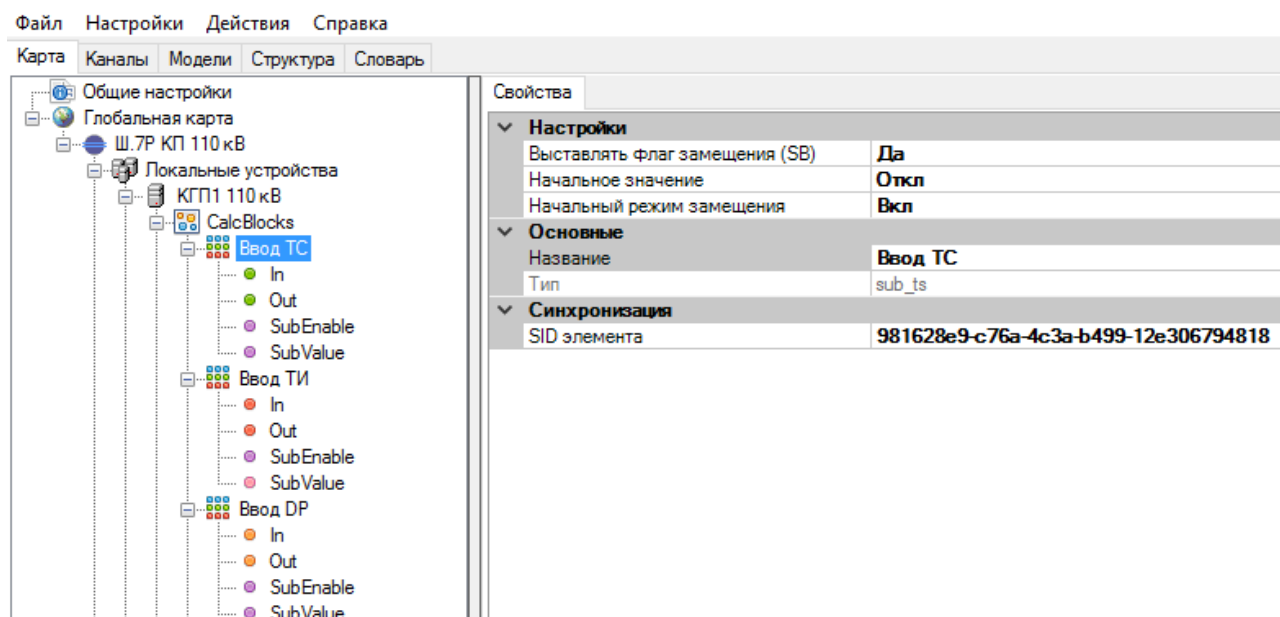 Файл Настройки Действия Справка
Карта Каналы Модели Структура Словарь
Общие настройки
Глобальная карта
Ш.7Р КП 110 кВ
Локальные устройства
КГП1 110 кВ
CalcBlocks
Ввод ТС
In
Out
SubEnable
SubValue
Ввод ТИ
In
Out
SubEnable
SubValue
Ввод DP
In
Out
SubEnable
SubValue
Свойства
Настройки
Выставлять флаг замещения (SB) Да
Начальное значение Откл
Начальный режим замещения Вкл
Основные
Название Ввод ТС
Тип sub_ts
Синхронизация
SID элемента 981628e9-c76a-4c3a-b499-12e306794818